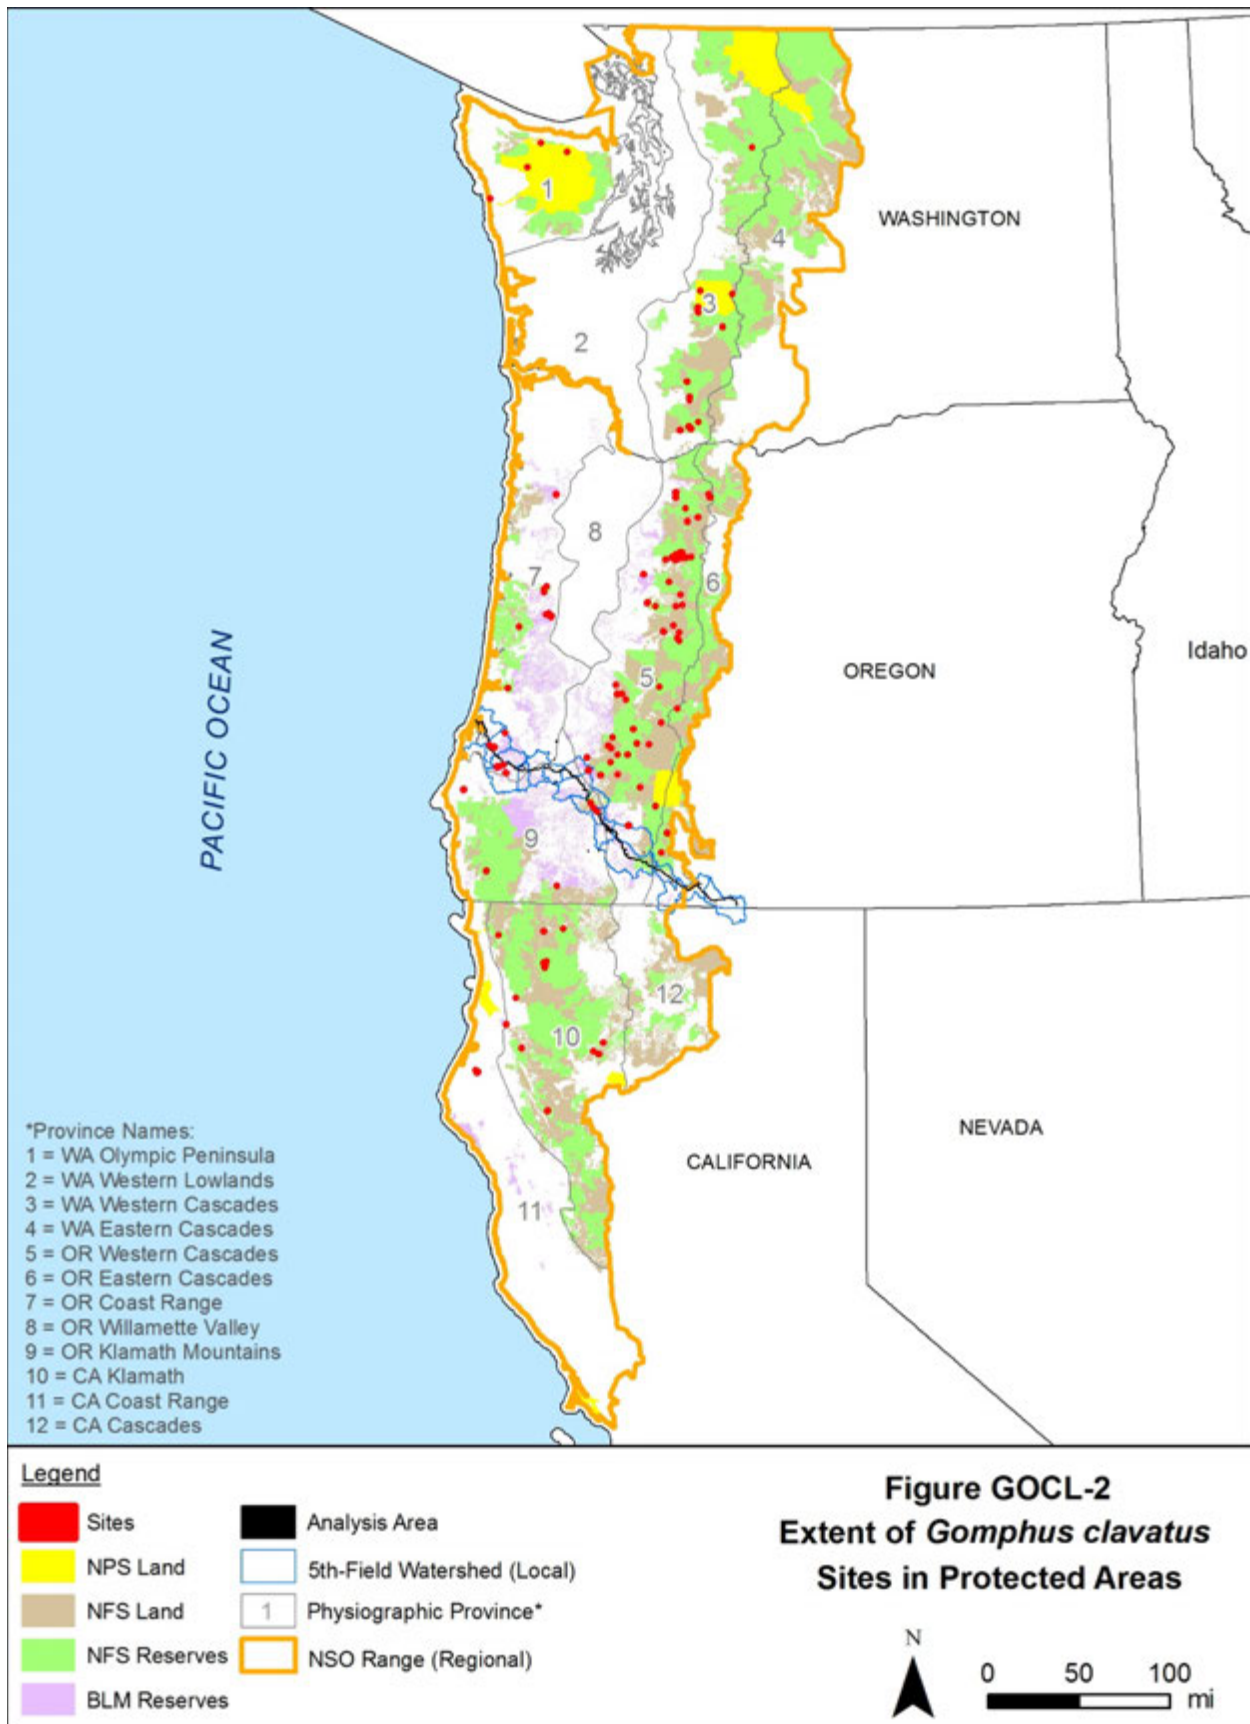 WASHINGTON
1
4
3
2
8
7
6
Idaho
OREGON
5
PACIFIC OCEAN
9
12
10
NEVADA
CALIFORNIA
11
*Province Names:
1 = WA Olympic Peninsula
2 = WA Western Lowlands
3 = WA Western Cascades
4 = WA Eastern Cascades
5 = OR Western Cascades
6 = OR Eastern Cascades
7 = OR Coast Range
8 = OR Willamette Valley
9 = OR Klamath Mountains
10 = CA Klamath
11 = CA Coast Range
12 = CA Cascades
Legend
Sites
NPS Land
NFS Land
NFS Reserves
BLM Reserves
Analysis Area
5th-Field Watershed (Local)
1 Physiographic Province*
NSO Range (Regional)
Figure GOCL-2
Extent of Gomphus clavatus
Sites in Protected Areas
N
0 50 100
mi